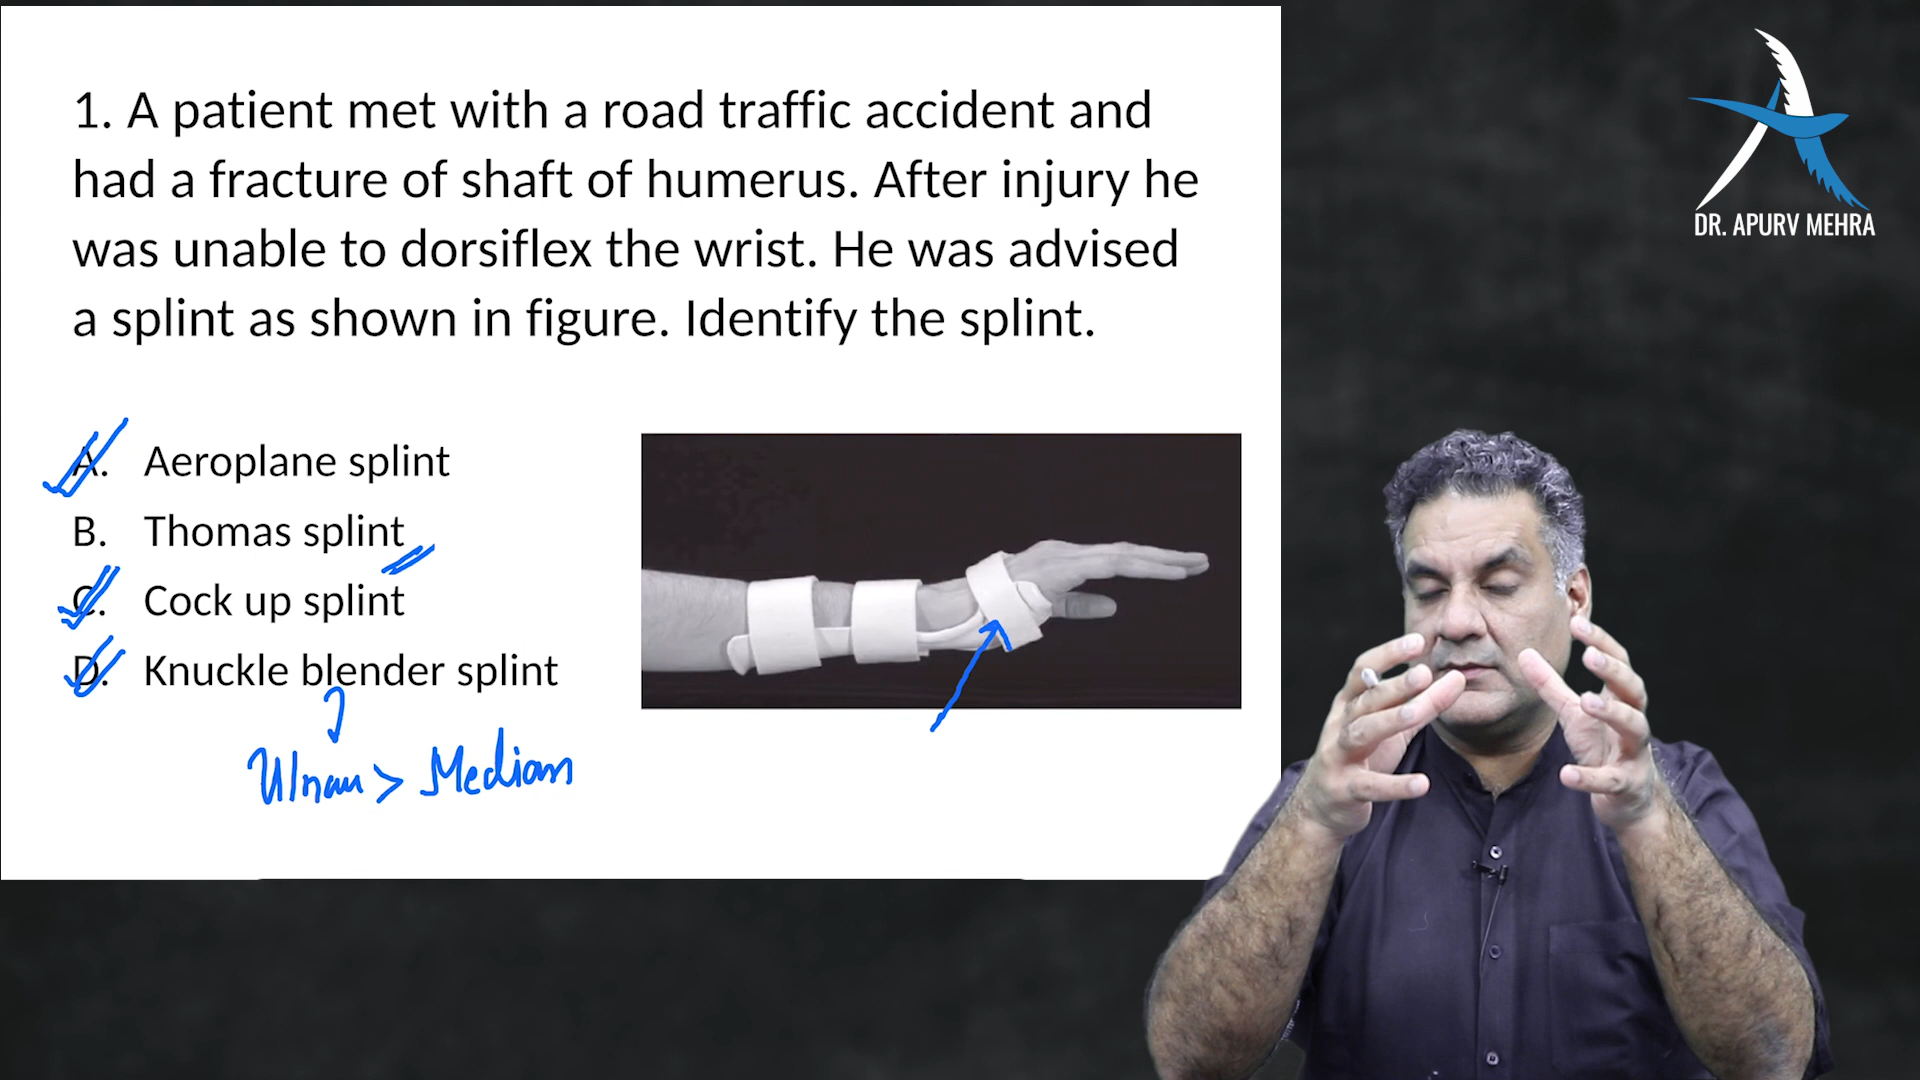 1. A patient met with a road traffic accident and
had a fracture of shaft of humerus. After injury he
was unable to dorsiflex the wrist. He was advised
a splint as shown in figure. Identify the splint.
A. Aeroplane splint
B. Thomas splint
C. Cock up splint
D. Knuckle blender splint
Ulnar > Median
DR. APURV MEHRA